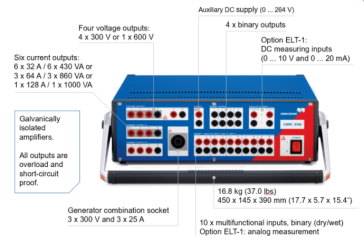 Auxiliary DC supply (0 ... 264 V)
Four voltage outputs:
4 x 300 V or 1 x 600 V
4 x binary outputs
Option ELT-1:
DC measuring inputs
(0 ... 10 V and 0 ... 20 mA)
Six current outputs:
6 x 32 A / 6 x 430 VA or
3 x 64 A / 3 x 860 VA or
1 x 128 A / 1 x 1000 VA
Galvanically
isolated
amplifiers.
All outputs are
overload and
short-circuit
proof.
16.8 kg (37.0 lbs)
450 x 145 x 390 mm (17.7 x 5.7 x 15.4")
Generator combination socket
3 x 300 V and 3 x 25 A
10 x multifunctional inputs, binary (dry/wet)
Option ELT-1: analog measurement